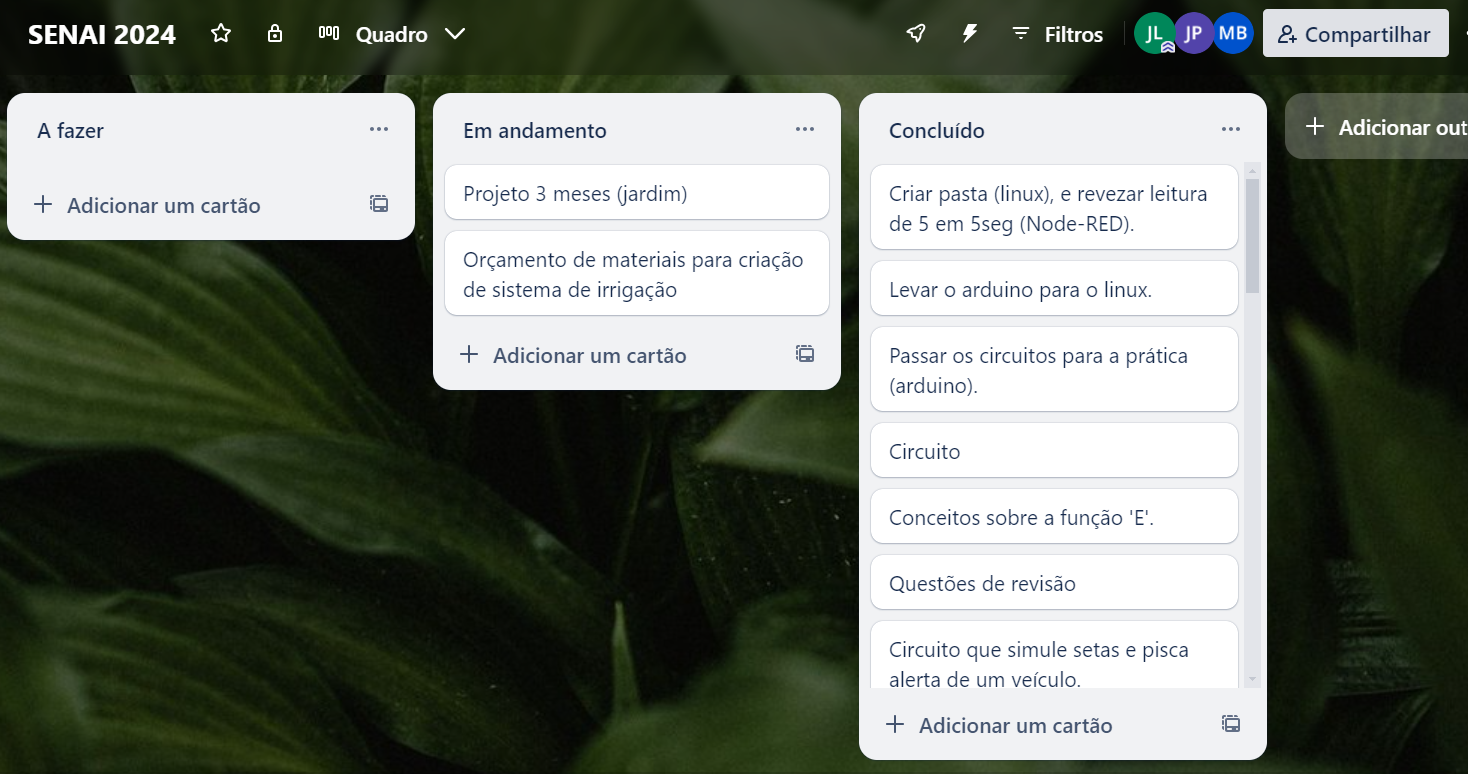 SENAI 2024
Quadro
Filtros
JL
JP
MB
Compartilhar
A fazer
Adicionar um cartão
Em andamento
Projeto 3 meses (jardim)
Orçamento de materiais para criação
de sistema de irrigação
Adicionar um cartão
Concluído
Criar pasta (linux), e revezar leitura
de 5 em 5seg (Node-RED).
Levar o arduino para o linux.
Passar os circuitos para a prática
(arduino).
Circuito
Conceitos sobre a função 'E'.
Questões de revisão
Circuito que simule setas e pisca
alerta de um veículo.
Adicionar um cartão
Adicionar out